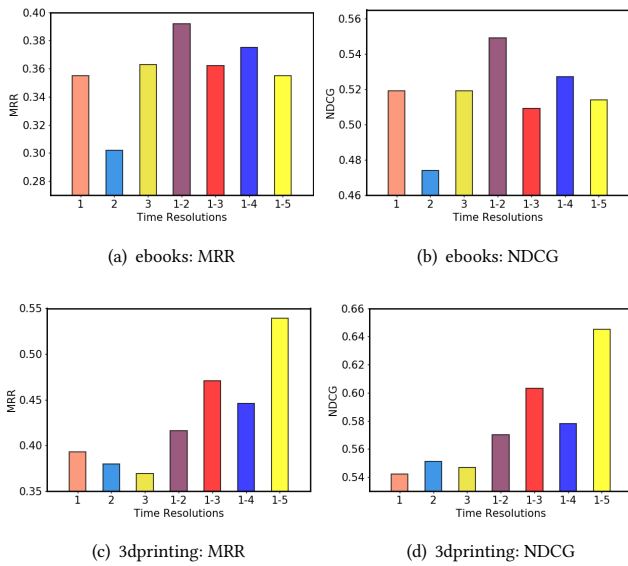 0.40
0.38
0.36
0.34
0.32
0.30
0.28
MRR
1 2 3 1-2 1-3 1-4 1-5
Time Resolutions
(a) ebooks: MRR
0.56
0.54
0.52
0.50
0.48
0.46
NDCG
1 2 3 1-2 1-3 1-4 1-5
Time Resolutions
(b) ebooks: NDCG
0.55
0.50
0.45
0.40
0.35
MRR
1 2 3 1-2 1-3 1-4 1-5
Time Resolutions
(c) 3dprinting: MRR
0.66
0.64
0.62
0.60
0.58
0.56
0.54
NDCG
1 2 3 1-2 1-3 1-4 1-5
Time Resolutions
(d) 3dprinting: NDCG